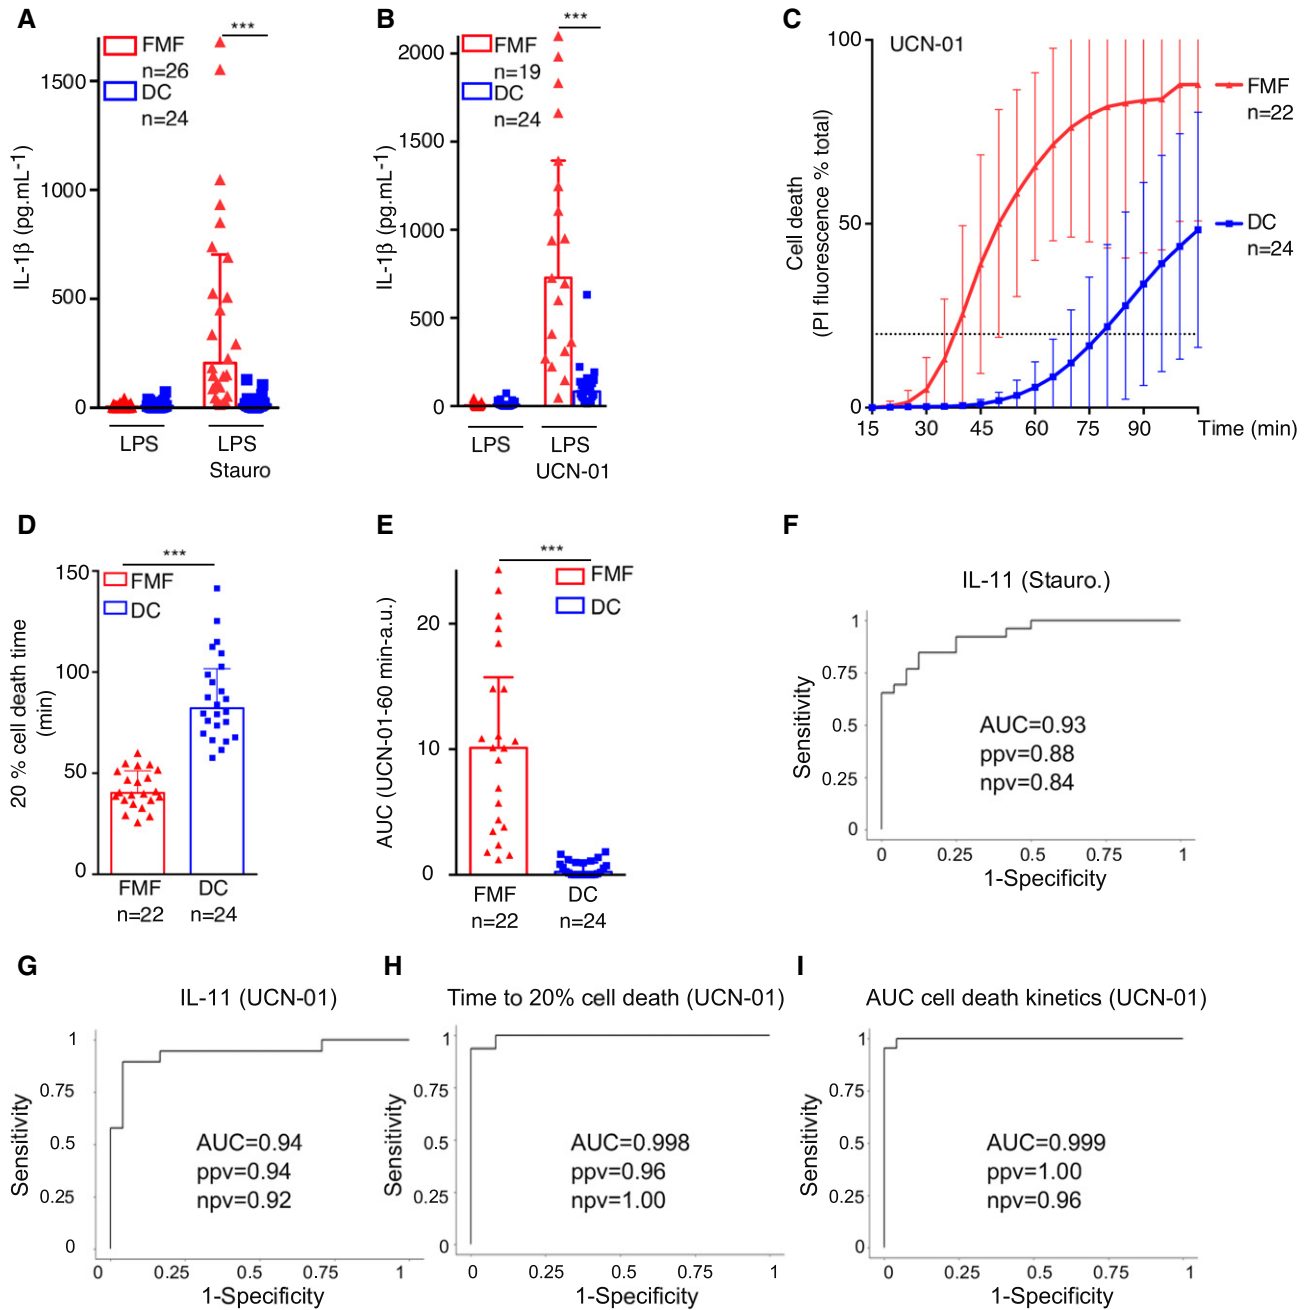 A
IL-1β (pg.mL-1)
1500
1000
500
0
FMF
n=26
DC
n=24
***
LPS
LPS
Stauro
B
IL-1β (pg.mL-1)
2000
1500
1000
500
0
FMF
n=19
DC
n=24
***
LPS
LPS
UCN-01
C
UCN-01
Cell death
(PI fluorescence % total)
100
50
0
15
30
45
60
75
90
Time (min)
FMF
n=22
DC
n=24
D
20 % cell death time
(min)
150
100
50
0
***
FMF
DC
FMF
n=22
DC
n=24
E
AUC (UCN-01-60 min-a.u.)
20
10
0
***
FMF
DC
FMF
n=22
DC
n=24
F
IL-11 (Stauro.)
Sensitivity
1
0.75
0.5
0.25
0
AUC=0.93
ppv=0.88
npv=0.84
0
0.25
0.5
0.75
1
1-Specificity
G
IL-11 (UCN-01)
Sensitivity
1
0.75
0.5
0.25
0
AUC=0.94
ppv=0.94
npv=0.92
0
0.25
0.5
0.75
1
1-Specificity
H
Time to 20% cell death (UCN-01)
Sensitivity
1
0.75
0.5
0.25
0
AUC=0.998
ppv=0.96
npv=1.00
0
0.25
0.5
0.75
1
1-Specificity
I
AUC cell death kinetics (UCN-01)
Sensitivity
1
0.75
0.5
0.25
0
AUC=0.999
ppv=1.00
npv=0.96
0
0.25
0.5
0.75
1
1-Specificity